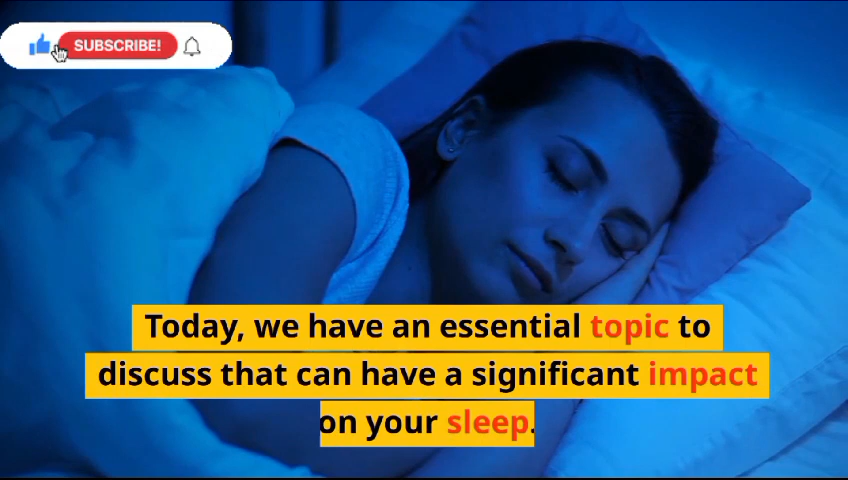 SUBSCRIBE!
Today, we have an essential topic to
discuss that can have a significant impact
on your sleep.